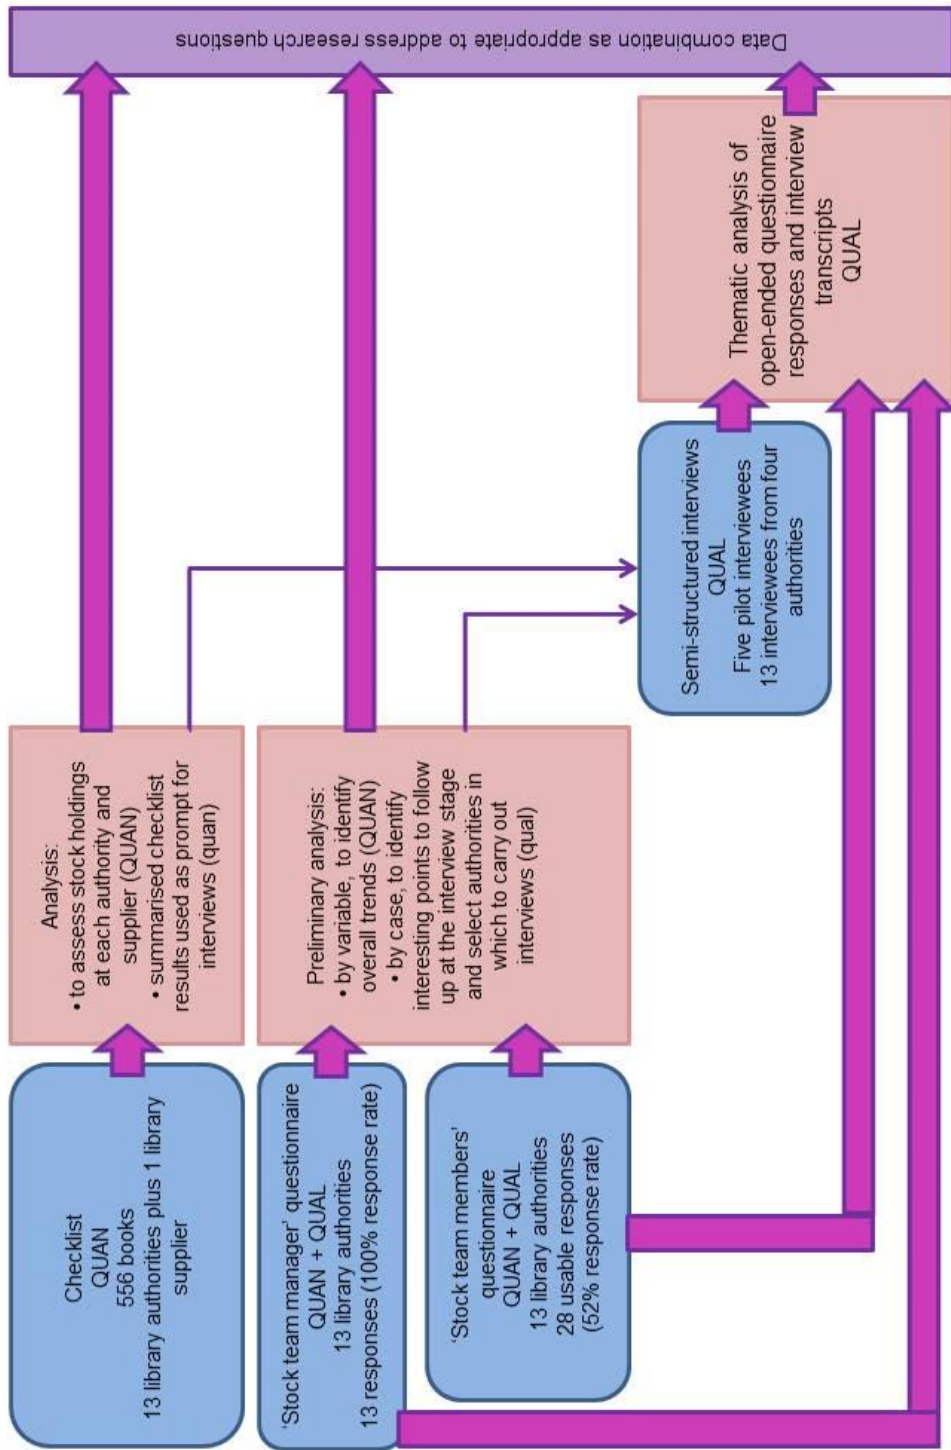 Checklist
QUAN
556 books
13 library authorities plus 1 library
supplier
'Stock team manager' questionnaire
QUAN + QUAL
13 library authorities
13 responses (100% response rate)
'Stock team members'
questionnaire
QUAN + QUAL
13 library authorities
28 usable responses
(52% response rate)
Analysis:
• to assess stock holdings
at each authority and
supplier (QUAN)
• summarised checklist
results used as prompt for
interviews (quan)
Preliminary analysis:
• by variable, to identify
overall trends (QUAN)
• by case, to identify
interesting points to follow
up at the interview stage
and select authorities in
which to carry out
interviews (qual)
Semi-structured interviews
QUAL
Five pilot interviewees
13 interviewees from four
authorities
Thematic analysis of
open-ended questionnaire
responses and interview
transcripts
QUAL
Data combination as appropriate to address research questions